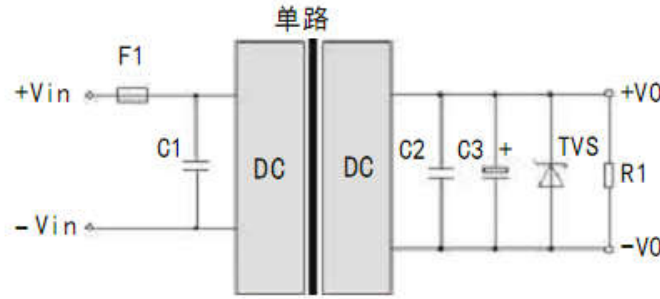 单路
F1
+Vin
+VO
C1
DC
DC
C2
C3
+
TVS
R1
-Vin
-VO